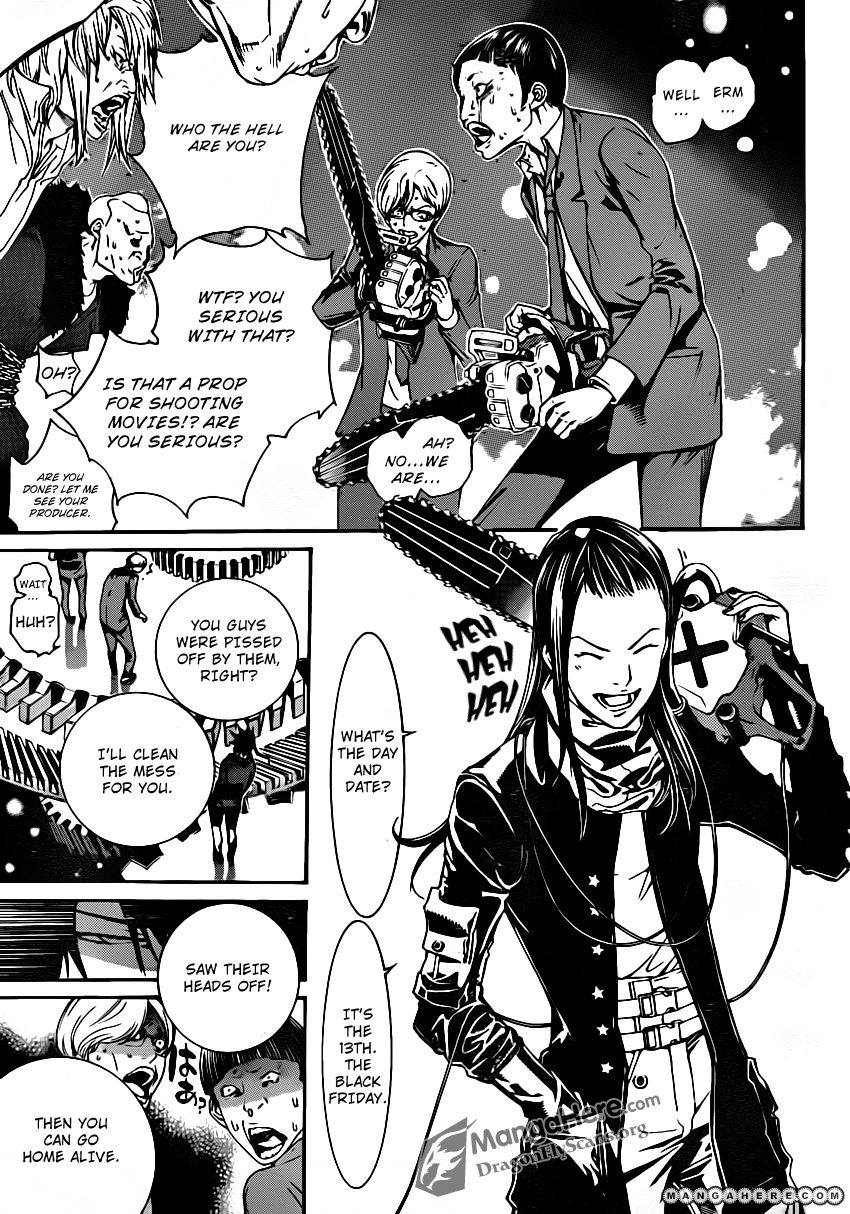 WELL
...
ERM
...
WHO THE HELL
ARE YOU?
WTF? YOU
SERIOUS
WITH THAT?
IS THAT A PROP
FOR SHOOTING
MOVIES!? ARE
YOU SERIOUS?
OH?
ARE YOU
DONE? LET ME
SEE YOUR
PRODUCER.
AH?
NO...WE
ARE...
HEH
HEH
HEH
WHAT'S
THE DAY
AND
DATE?
IT'S
THE
13TH.
THE
BLACK
FRIDAY.
YOU GUYS
WERE PISSED
OFF BY THEM,
RIGHT?
I'LL CLEAN
THE MESS
FOR YOU.
WAIT
...
HUH?
SAW THEIR
HEADS OFF!
THEN YOU
CAN GO
HOME ALIVE.
MangaHere.com
DragonFlyScans.org
MANGAHERE.COM